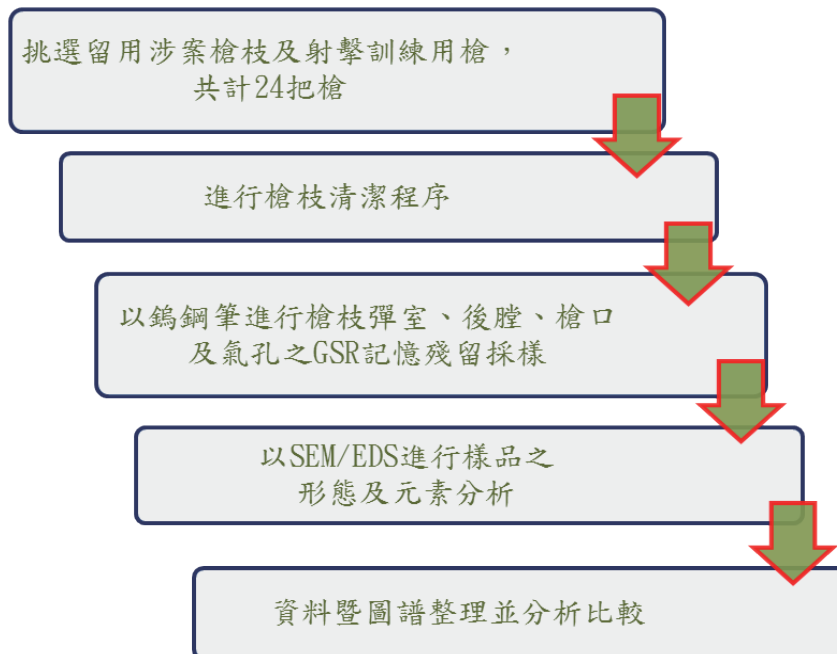 挑選留用涉案槍枝及射擊訓練用槍，
共計24把槍
進行槍枝清潔程序
以鎢鋼筆進行槍枝彈室、後膛、槍口
及氣孔之GSR記憶殘留採樣
以SEM/EDS進行樣品之
形態及元素分析
資料暨圖譜整理並分析比較